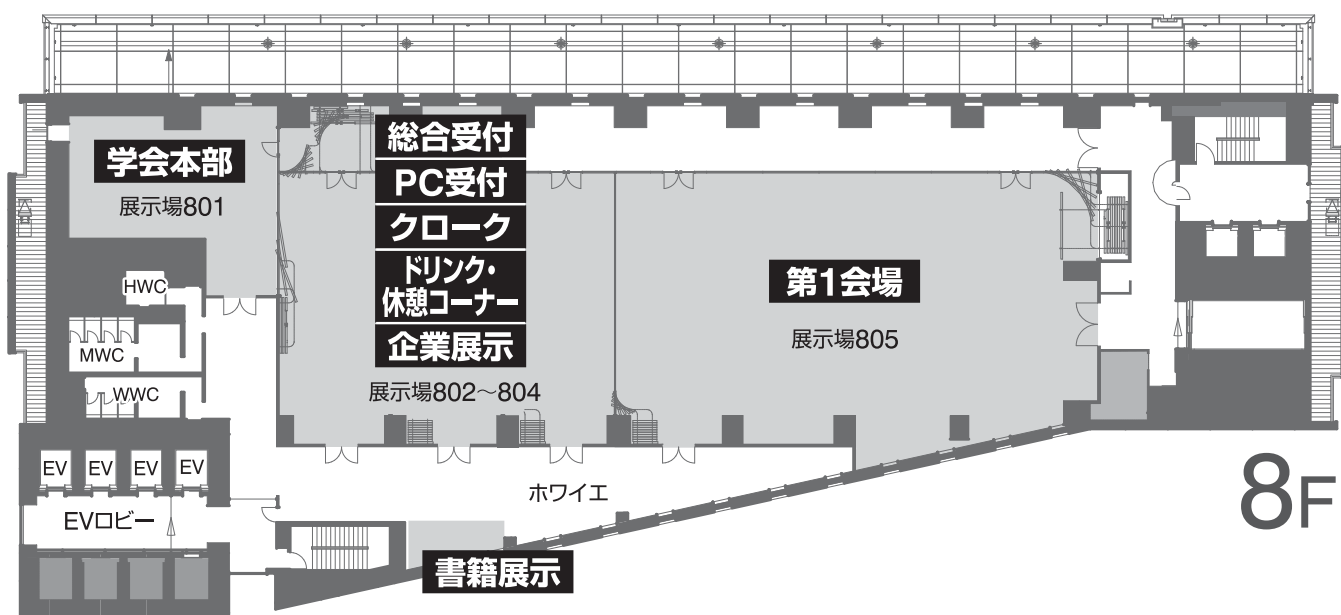 学会本部
展示場801
総合受付
PC受付
クローク
ドリンク・
休憩コーナー
企業展示
展示場802〜804
第1会場
展示場805
HWC
MWC
WWC
EV
EV
EV
EV
EVロビー
ホワイエ
書籍展示
8F